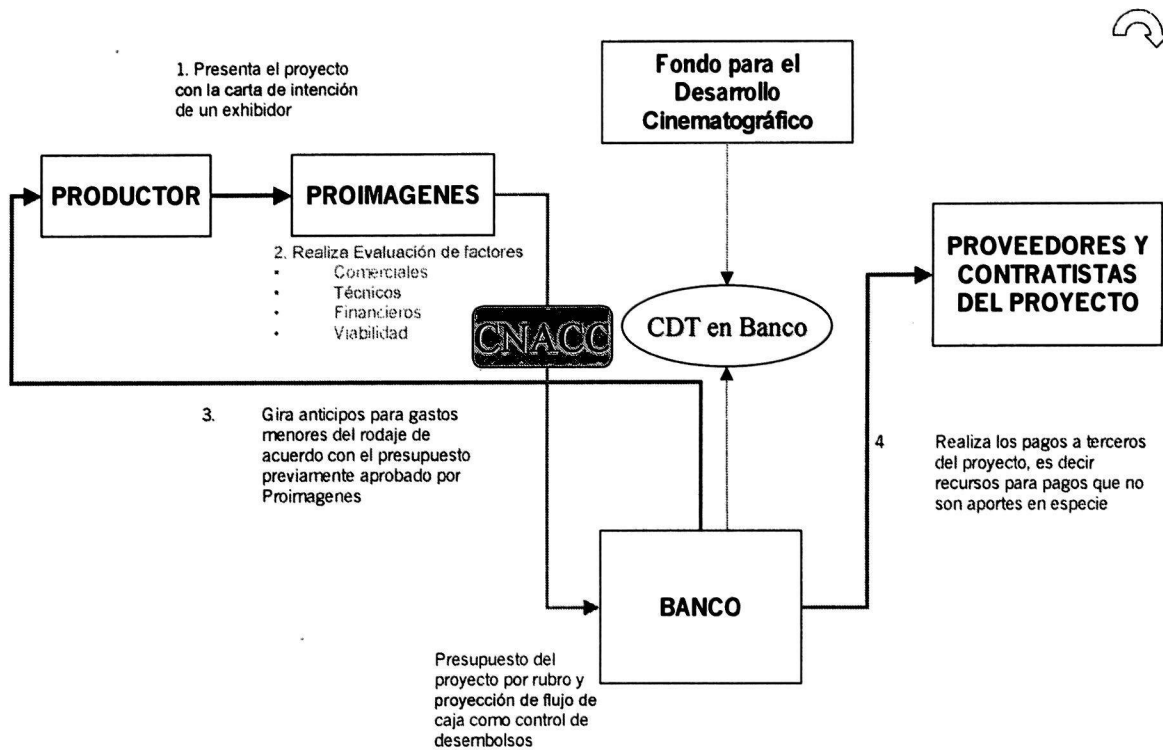 1. Presenta el proyecto
con la carta de intención
de un exhibidor
Fondo para el
Desarrollo
Cinematográfico
PRODUCTOR
PROIMAGENES
2. Realiza Evaluación de factores
• Comerciales
• Técnicos
• Financieros
• Viabilidad
CNACC
CDT en Banco
PROVEEDORES Y
CONTRATISTAS
DEL PROYECTO
3. Gira anticipos para gastos
menores del rodaje de
acuerdo con el presupuesto
previamente aprobado por
Proimagenes
4 Realiza los pagos a terceros
del proyecto, es decir
recursos para pagos que no
son aportes en especie
BANCO
Presupuesto del
proyecto por rubro y
proyección de flujo de
caja como control de
desembolsos